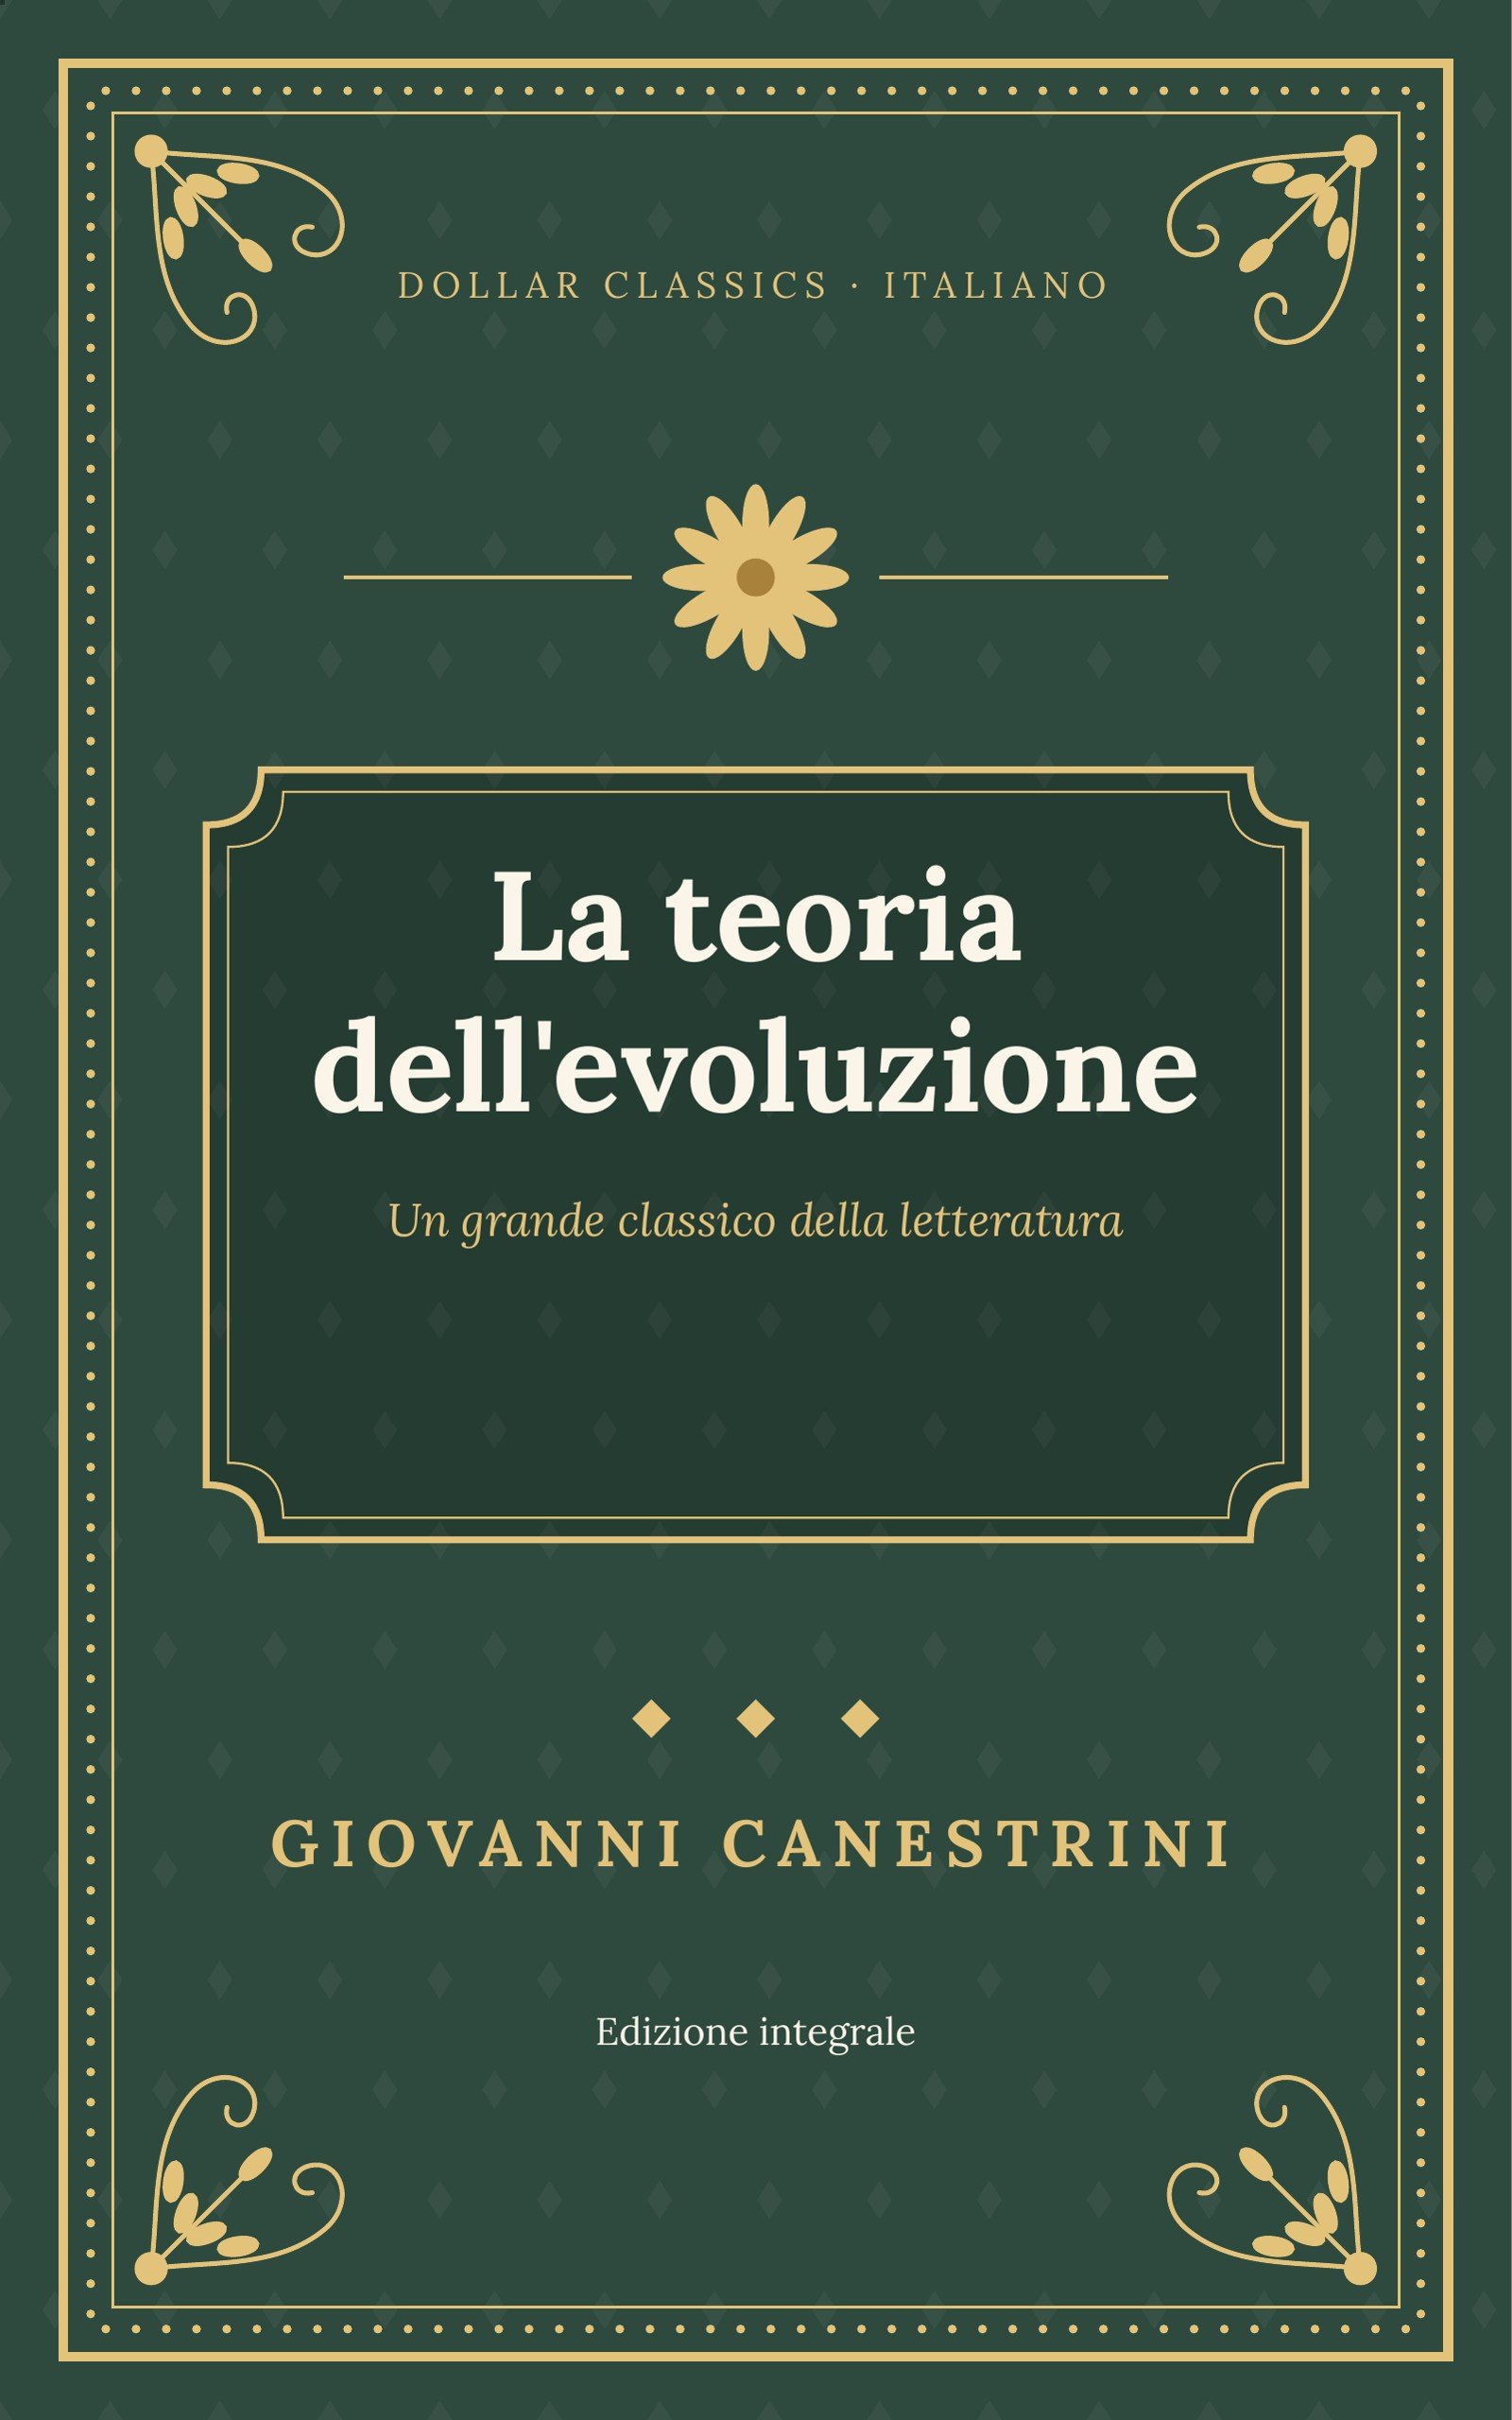 DOLLAR CLASSICS · ITALIANO
La teoria
dell'evoluzione
Un grande classico della letteratura
GIOVANNI CANESTRINI
Edizione integrale